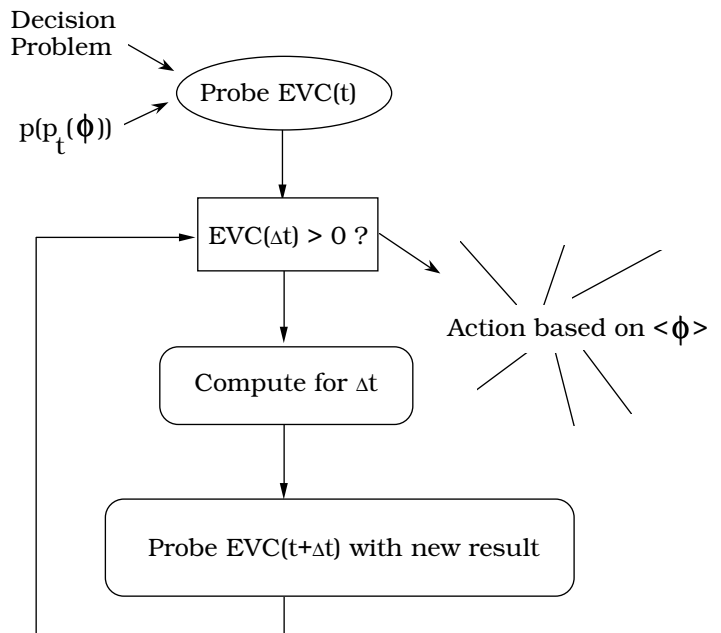 Decision
Problem
Probe EVC(t)
p(p_t(ϕ))
EVC(Δt) > 0 ?
Action based on <ϕ>
Compute for Δt
Probe EVC(t+Δt) with new result